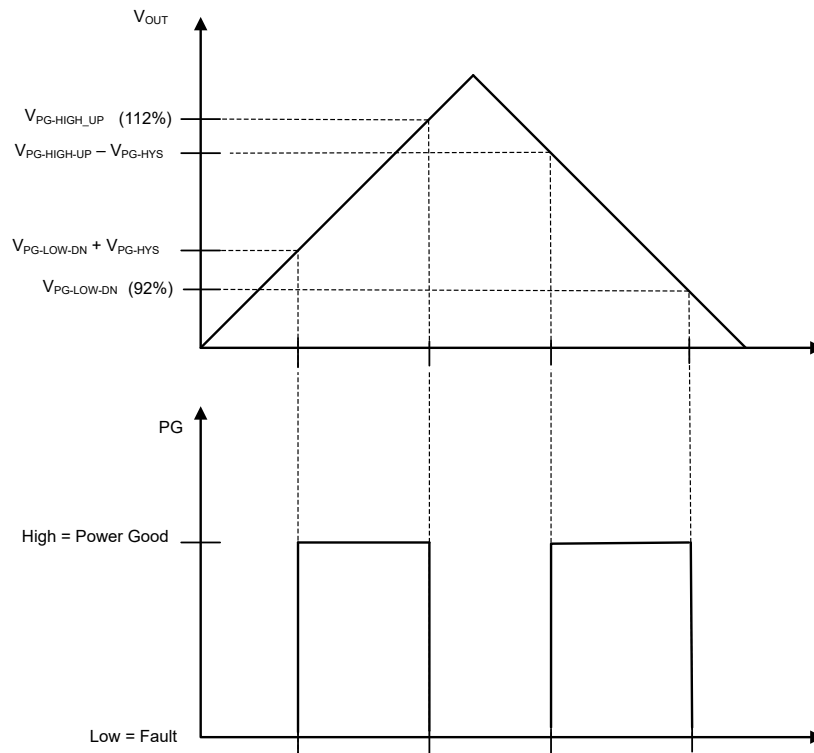 VOUT
VPG-HIGH_UP (112%)
VPG-HIGH-UP – VPG-HYS
VPG-LOW-DN + VPG-HYS
VPG-LOW-DN (92%)
PG
High = Power Good
Low = Fault